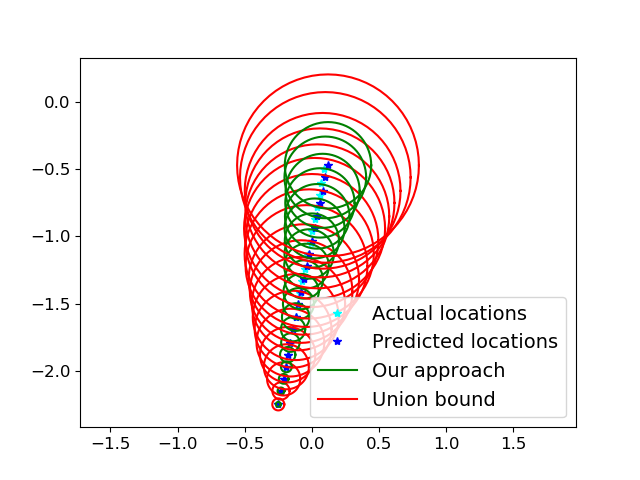 0.0
−0.5
−1.0
−1.5
−2.0
−1.5 −1.0 −0.5 0.0 0.5 1.0 1.5
Actual locations
Predicted locations
Our approach
Union bound